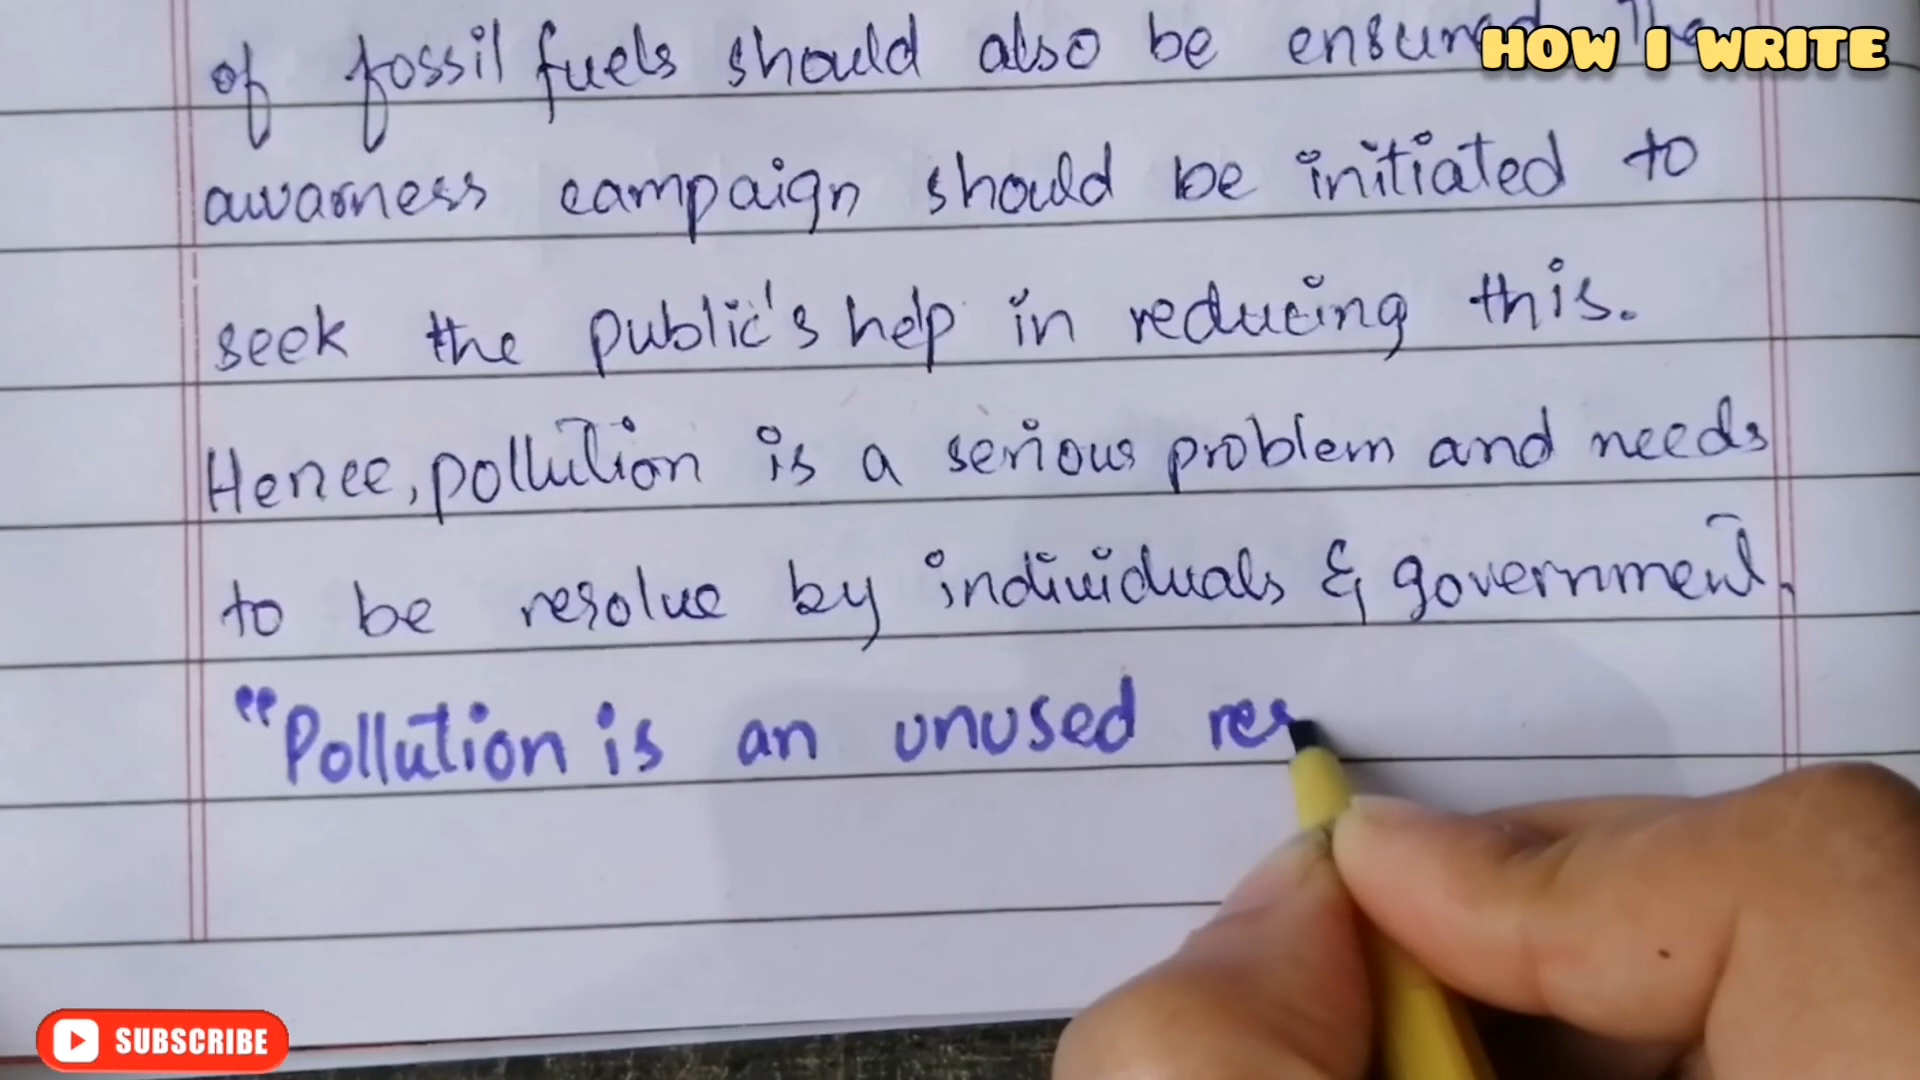 of fossil fuels should also be ensured The
HOW I WRITE
awarness campaign should be initiated to
seek the public's help in reducing this.
Hence, pollution is a serious problem and needs
to be resolve by individuals & government.
"Pollution is an unused res
SUBSCRIBE